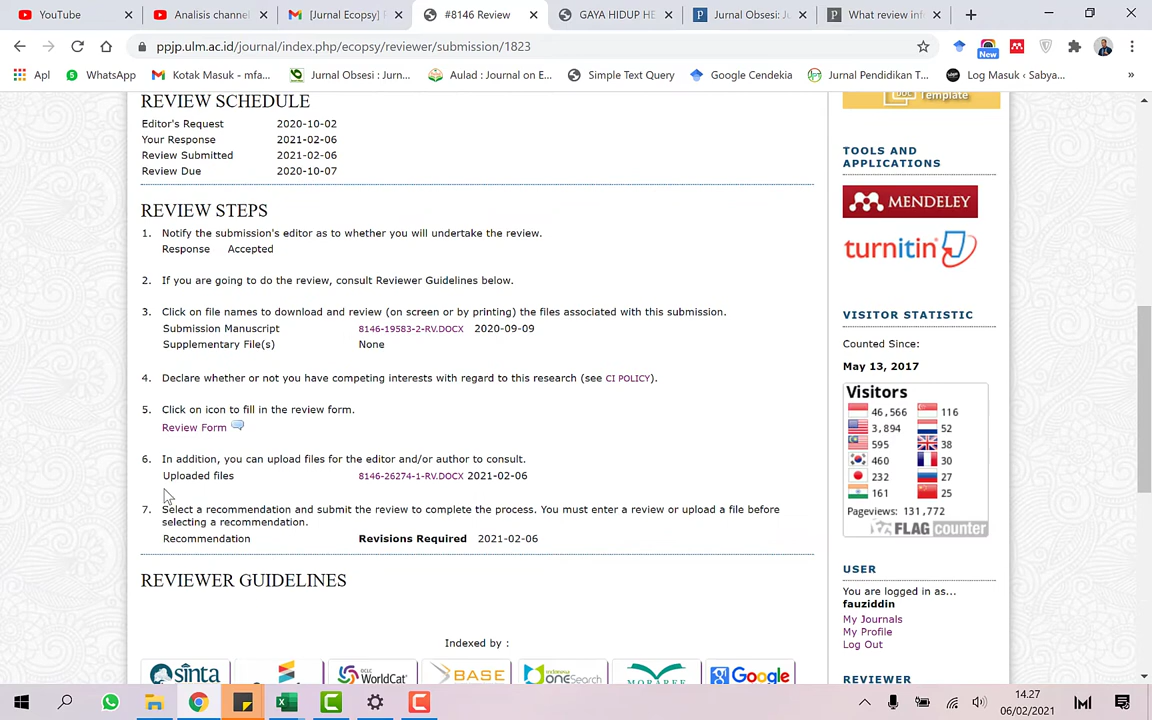 YouTube
Analisis channel
[Jurnal Ecopsy] F
#8146 Review
GAYA HIDUP HE
Jurnal Obsesi: Ju
What review inf
ppjp.ulm.ac.id/journal/index.php/ecopsy/reviewer/submission/1823
New
Apl
WhatsApp
Kotak Masuk - mfa...
Jurnal Obsesi : Jurn...
Aulad : Journal on E...
Simple Text Query
Google Cendekia
Jurnal Pendidikan T...
Log Masuk ‹ Sabya...
»
REVIEW SCHEDULE
Editor's Request 2020-10-02
Your Response 2021-02-06
Review Submitted 2021-02-06
Review Due 2020-10-07
REVIEW STEPS
1. Notify the submission's editor as to whether you will undertake the review.
Response Accepted
2. If you are going to do the review, consult Reviewer Guidelines below.
3. Click on file names to download and review (on screen or by printing) the files associated with this submission.
Submission Manuscript 8146-19583-2-RV.DOCX 2020-09-09
Supplementary File(s) None
4. Declare whether or not you have competing interests with regard to this research (see CI POLICY).
5. Click on icon to fill in the review form.
Review Form
6. In addition, you can upload files for the editor and/or author to consult.
Uploaded files 8146-26274-1-RV.DOCX 2021-02-06
7. Select a recommendation and submit the review to complete the process. You must enter a review or upload a file before
selecting a recommendation.
Recommendation Revisions Required 2021-02-06
REVIEWER GUIDELINES
Indexed by :
sinta
OCLC WorldCat
BASE
oneSearch
MORAREF
Google
Template
TOOLS AND
APPLICATIONS
MENDELEY
turnitin
VISITOR STATISTIC
Counted Since:
May 13, 2017
Visitors
46,566 116
3,894 52
595 38
460 30
232 27
161 25
Pageviews: 131,772
FLAG counter
USER
You are logged in as...
fauziddin
My Journals
My Profile
Log Out
REVIEWER
14.27
06/02/2021